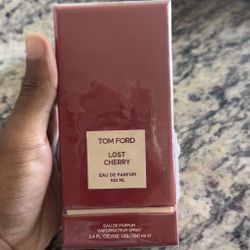 TOM FORD
LOST
CHERRY
EAU DE PARFUM
100 ML
EAU DE PARFUM
VAPORISATEUR SPRAY
3.4 FL.OZ/OZ LIQ./100 ml ℮